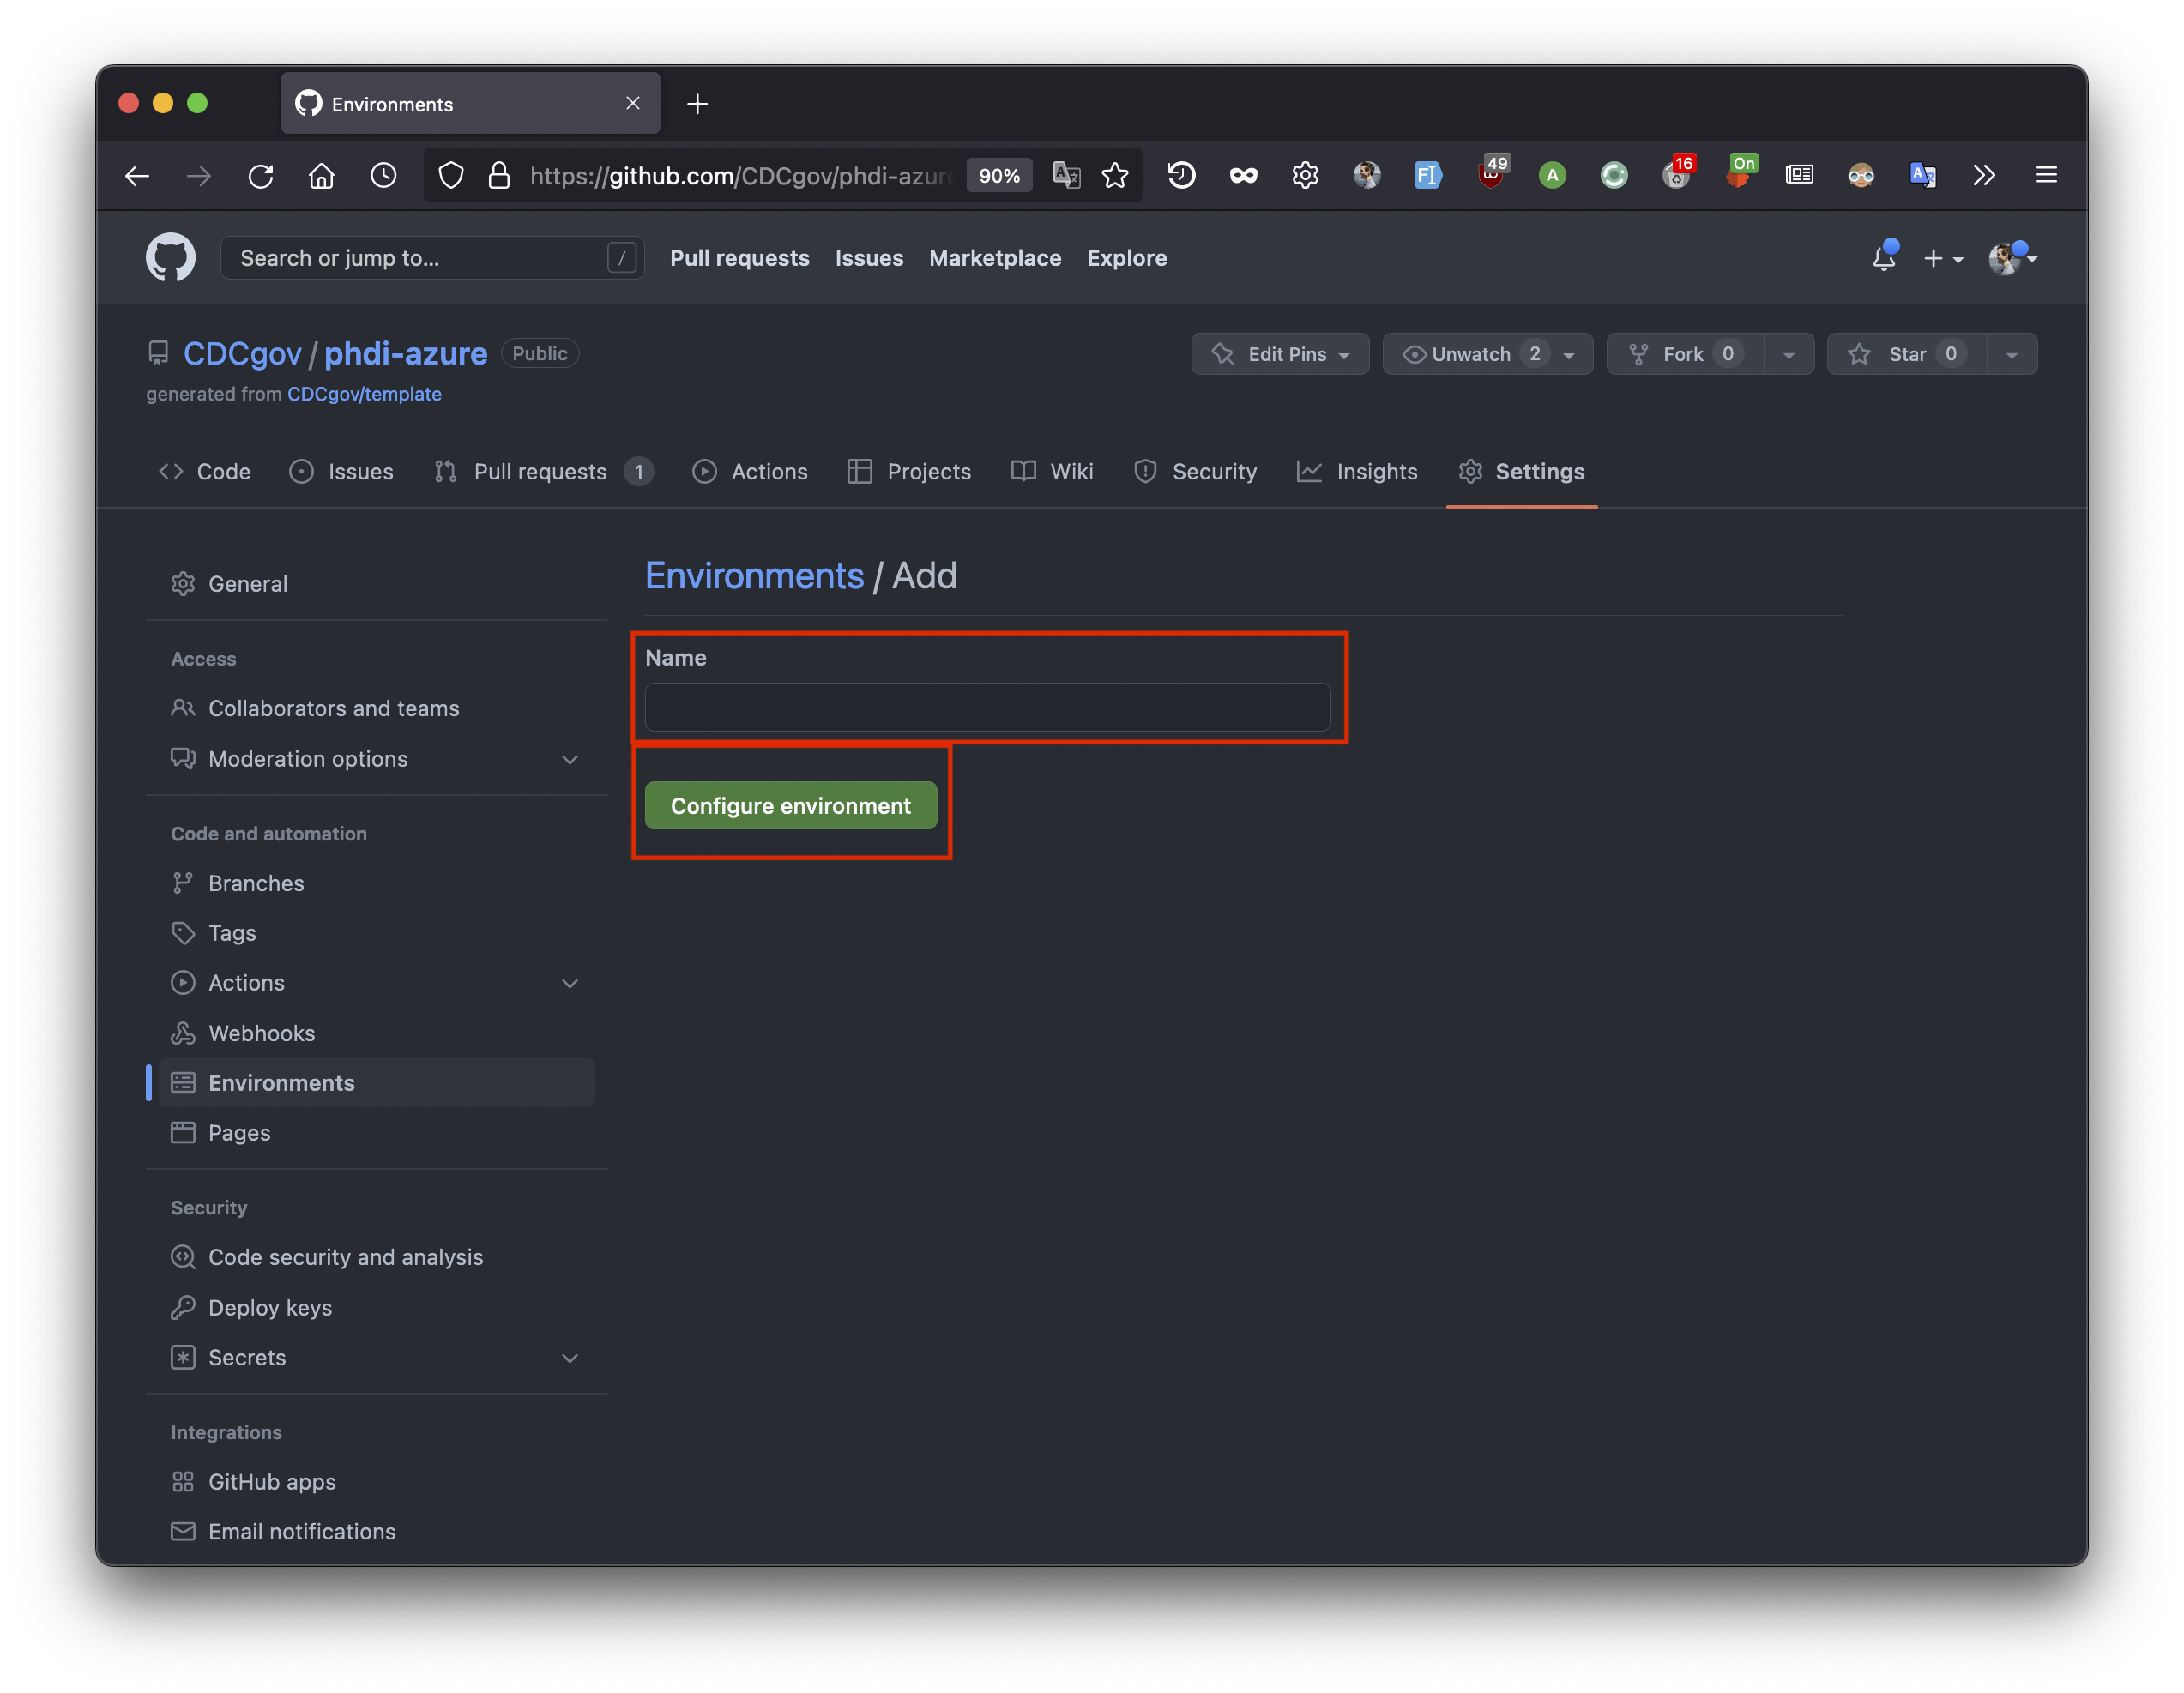 Environments
https://github.com/CDCgov/phdi-azure 90% 49 A 16 On
Search or jump to... / Pull requests Issues Marketplace Explore
CDCgov / phdi-azure Public Edit Pins Unwatch 2 Fork 0 Star 0
generated from CDCgov/template
Code Issues Pull requests 1 Actions Projects Wiki Security Insights Settings
Environments / Add
General
Access
Name
Collaborators and teams
Moderation options
Configure environment
Code and automation
Branches
Tags
Actions
Webhooks
Environments
Pages
Security
Code security and analysis
Deploy keys
Secrets
Integrations
GitHub apps
Email notifications